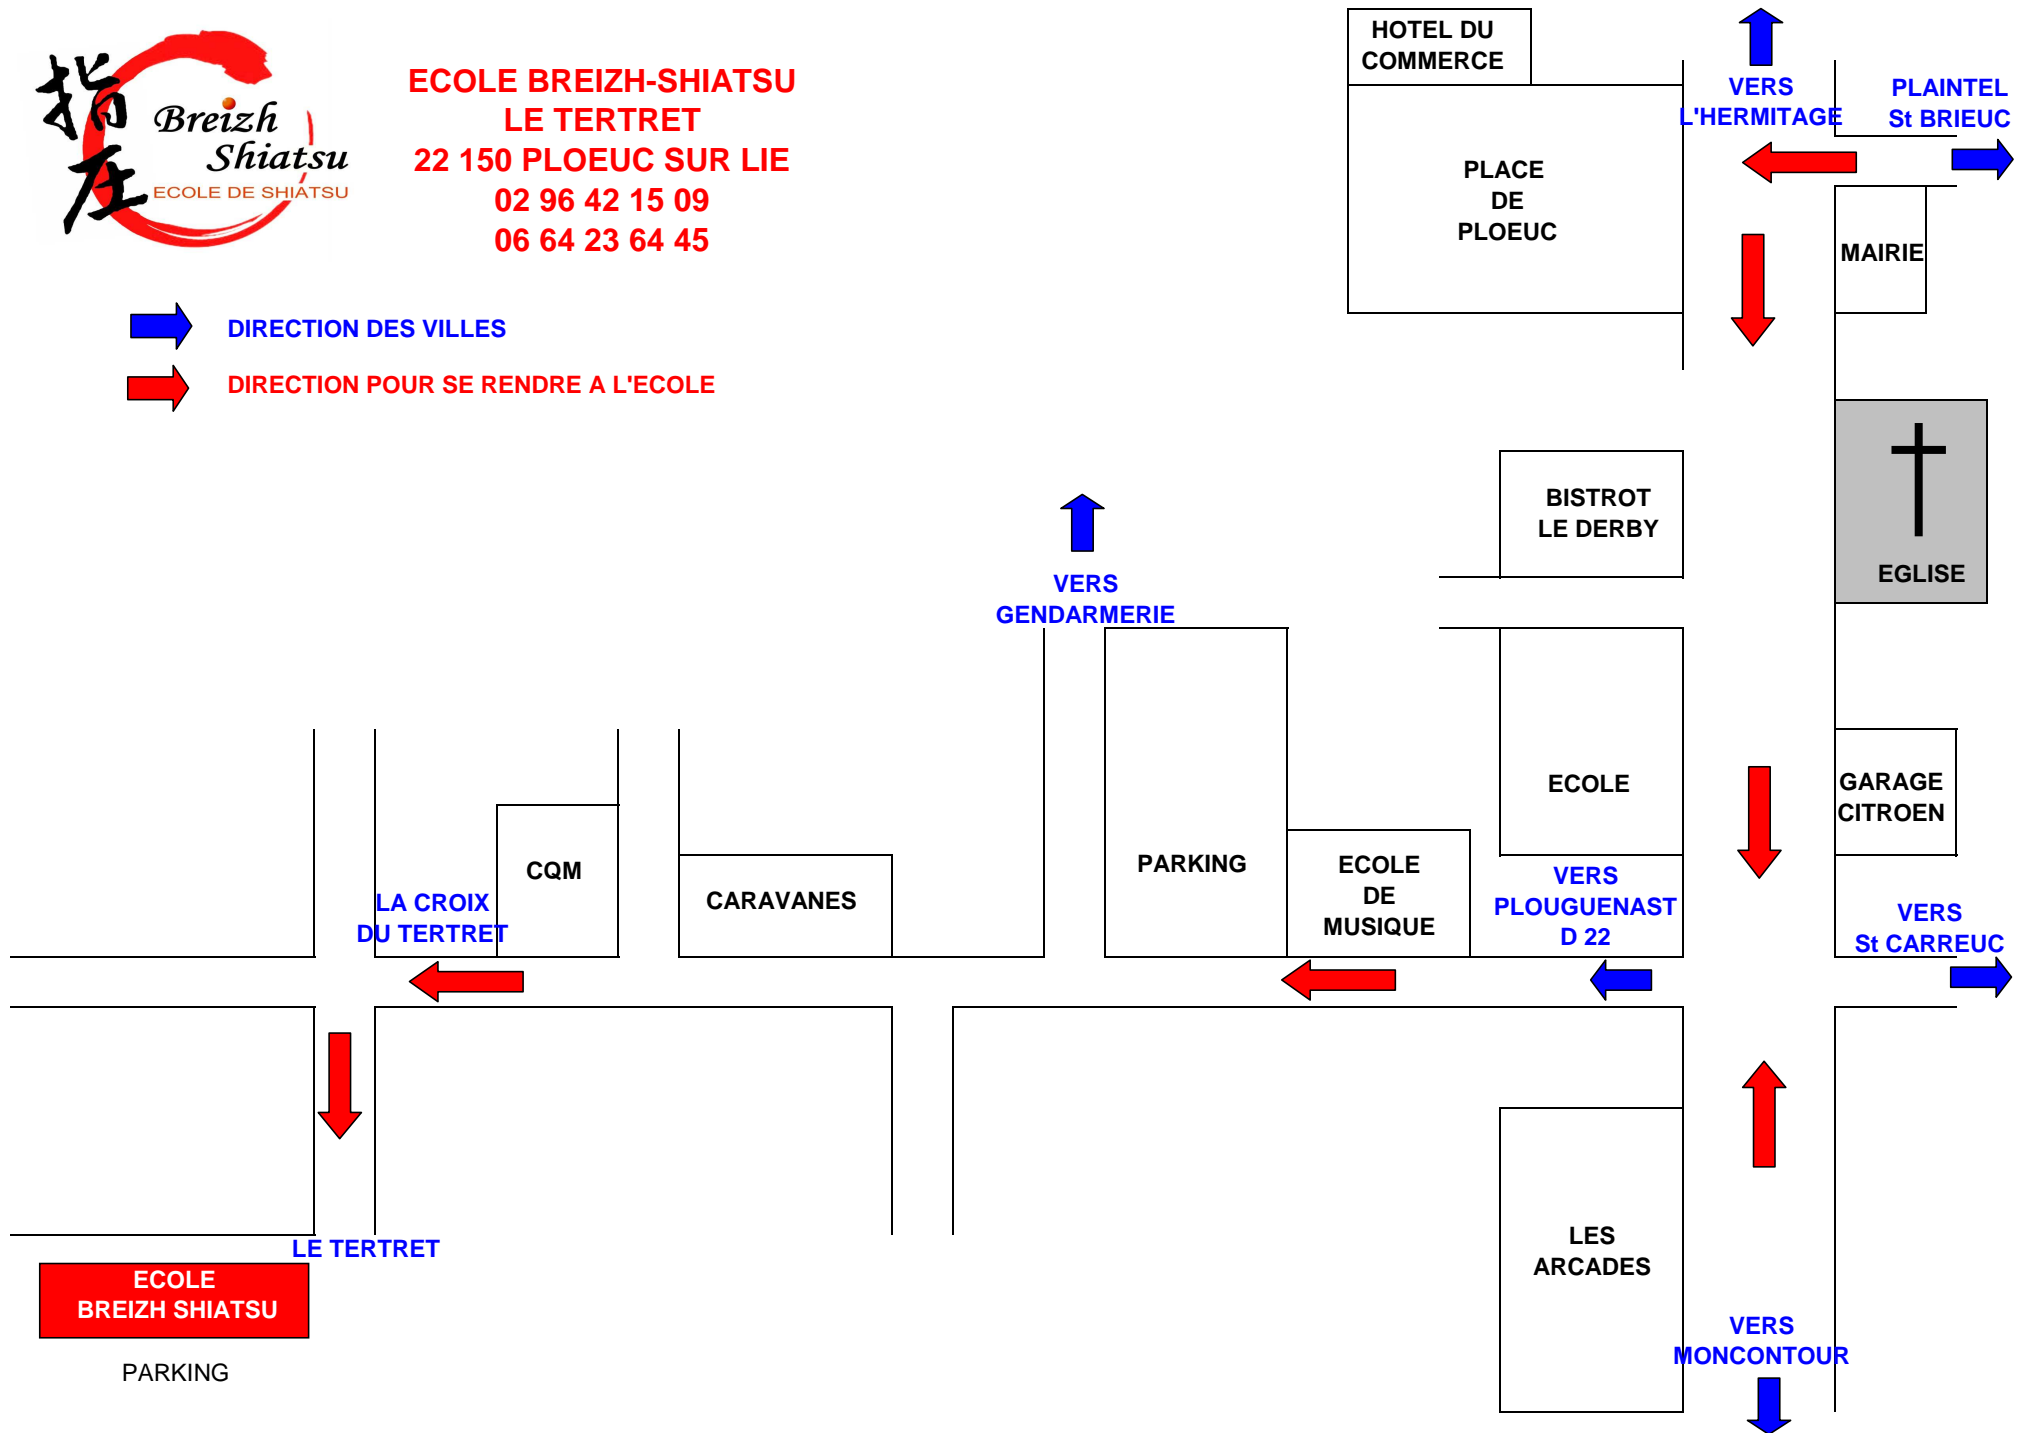 指
圧
Breizh
Shiatsu
ECOLE DE SHIATSU
ECOLE BREIZH-SHIATSU
LE TERTRET
22 150 PLOEUC SUR LIE
02 96 42 15 09
06 64 23 64 45
DIRECTION DES VILLES
DIRECTION POUR SE RENDRE A L'ECOLE
HOTEL DU
COMMERCE
VERS
L'HERMITAGE
PLAINTEL
St BRIEUC
PLACE
DE
PLOEUC
MAIRIE
BISTROT
LE DERBY
EGLISE
VERS
GENDARMERIE
ECOLE
GARAGE
CITROEN
PARKING
ECOLE
DE
MUSIQUE
VERS
PLOUGUENAST
D 22
VERS
St CARREUC
CQM
CARAVANES
LA CROIX
DU TERTRET
LE TERTRET
ECOLE
BREIZH SHIATSU
PARKING
LES
ARCADES
VERS
MONCONTOUR